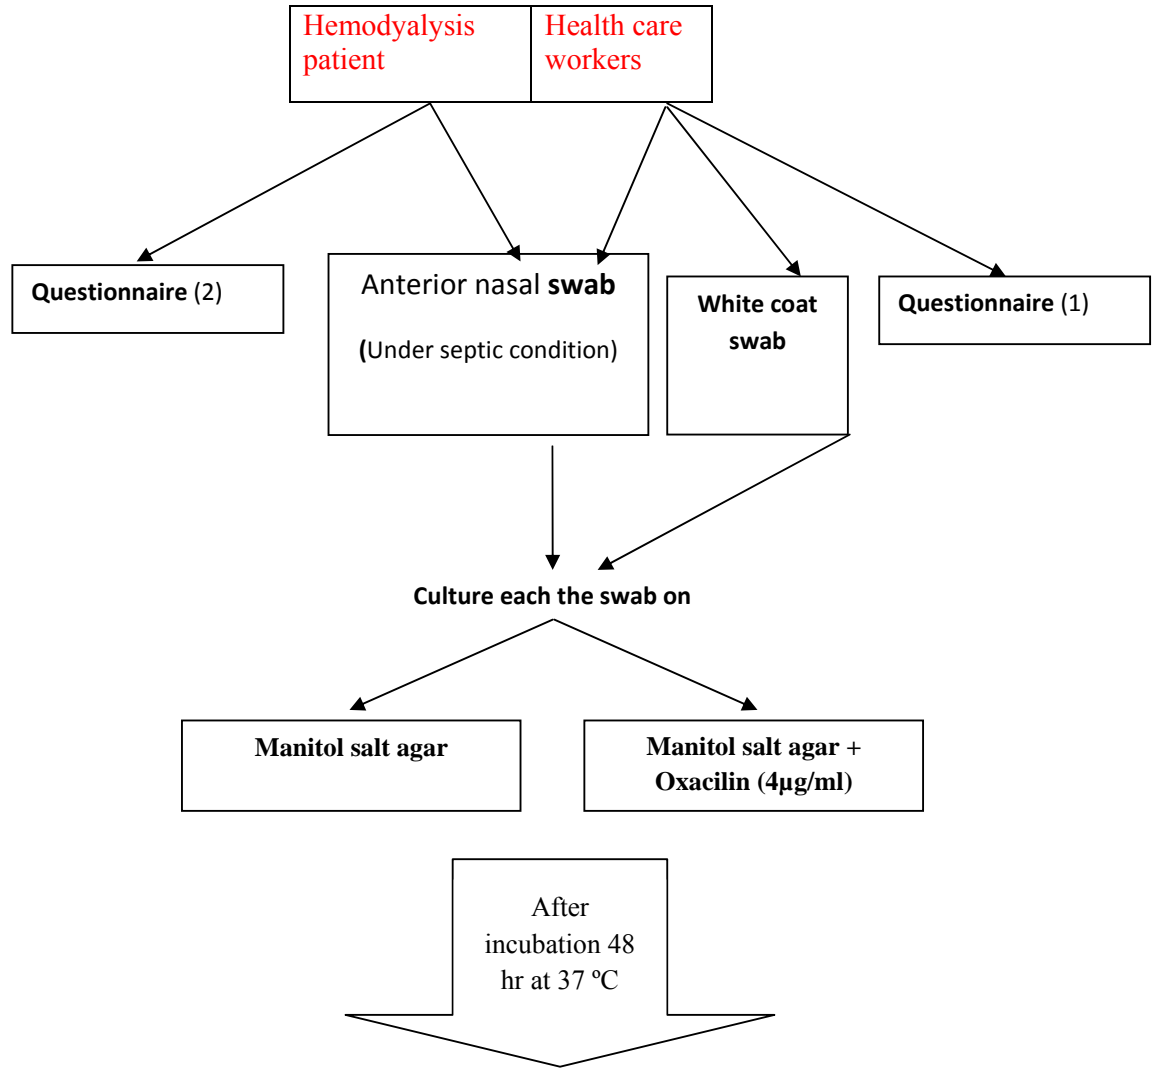 Hemodyalysis
patient
Health care
workers
Questionnaire (2)
Anterior nasal swab
(Under septic condition)
White coat
swab
Questionnaire (1)
Culture each the swab on
Manitol salt agar
Manitol salt agar +
Oxacilin (4µg/ml)
After
incubation 48
hr at 37 ºC